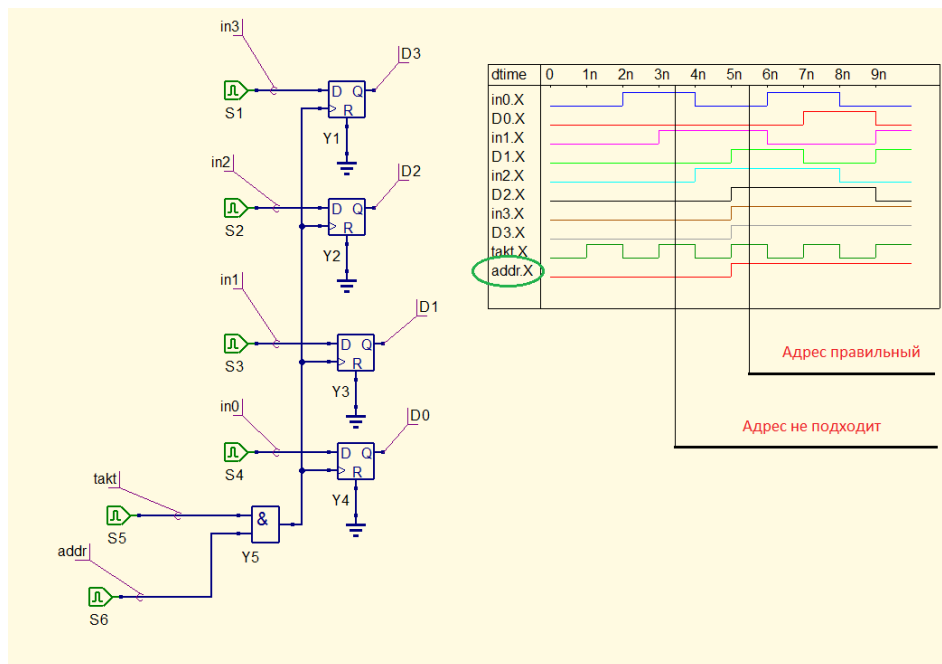 in3
D3
D Q
R
S1
Y1
in2
D2
D Q
R
S2
Y2
in1
D1
D Q
R
S3
Y3
in0
D0
D Q
R
S4
Y4
takt
&
S5
Y5
addr
S6
dtime 0 1n 2n 3n 4n 5n 6n 7n 8n 9n
in0.X
D0.X
in1.X
D1.X
in2.X
D2.X
in3.X
D3.X
takt.X
addr.X
Адрес правильный
Адрес не подходит